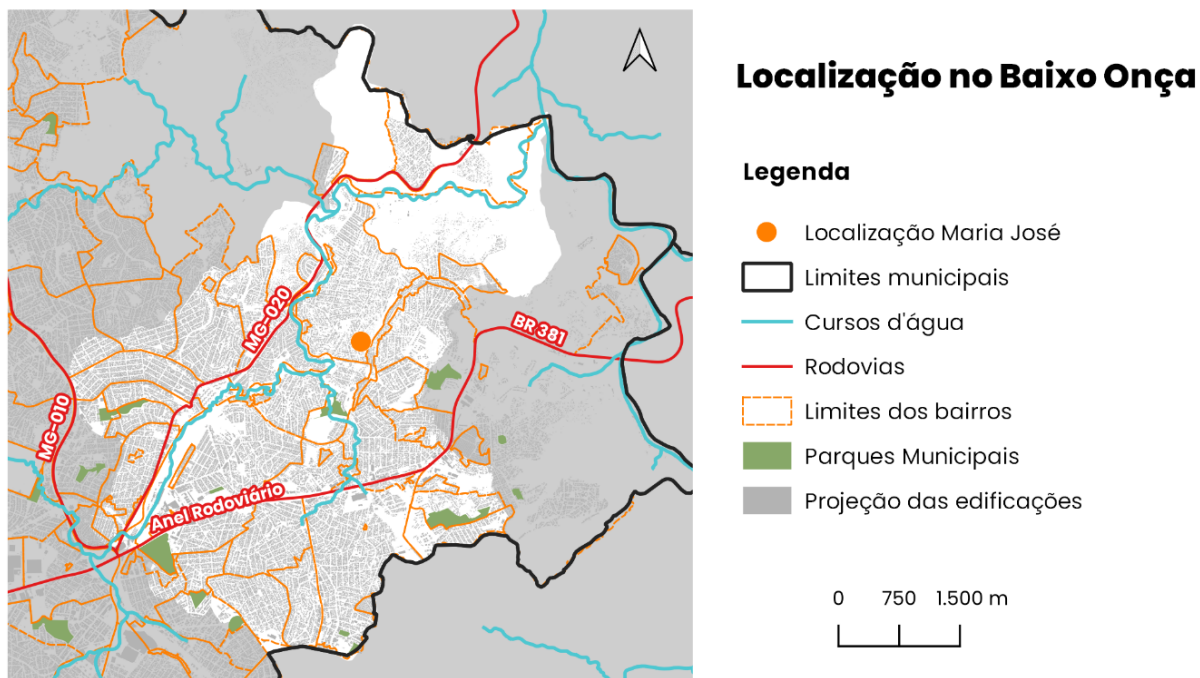 Localização no Baixo Onça
Legenda
Localização Maria José
Limites municipais
Cursos d'água
Rodovias
Limites dos bairros
Parques Municipais
Projeção das edificações
0 750 1.500 m
MG-020
BR 381
MG-010
Anel Rodoviário